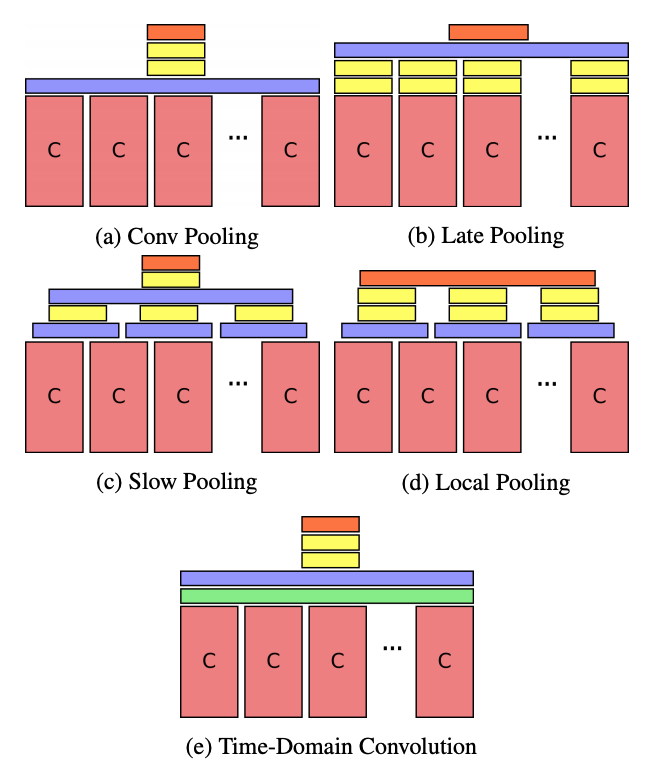 C C C ... C
(a) Conv Pooling
C C C ... C
(b) Late Pooling
C C C ... C
(c) Slow Pooling
C C C ... C
(d) Local Pooling
C C C ... C
(e) Time-Domain Convolution